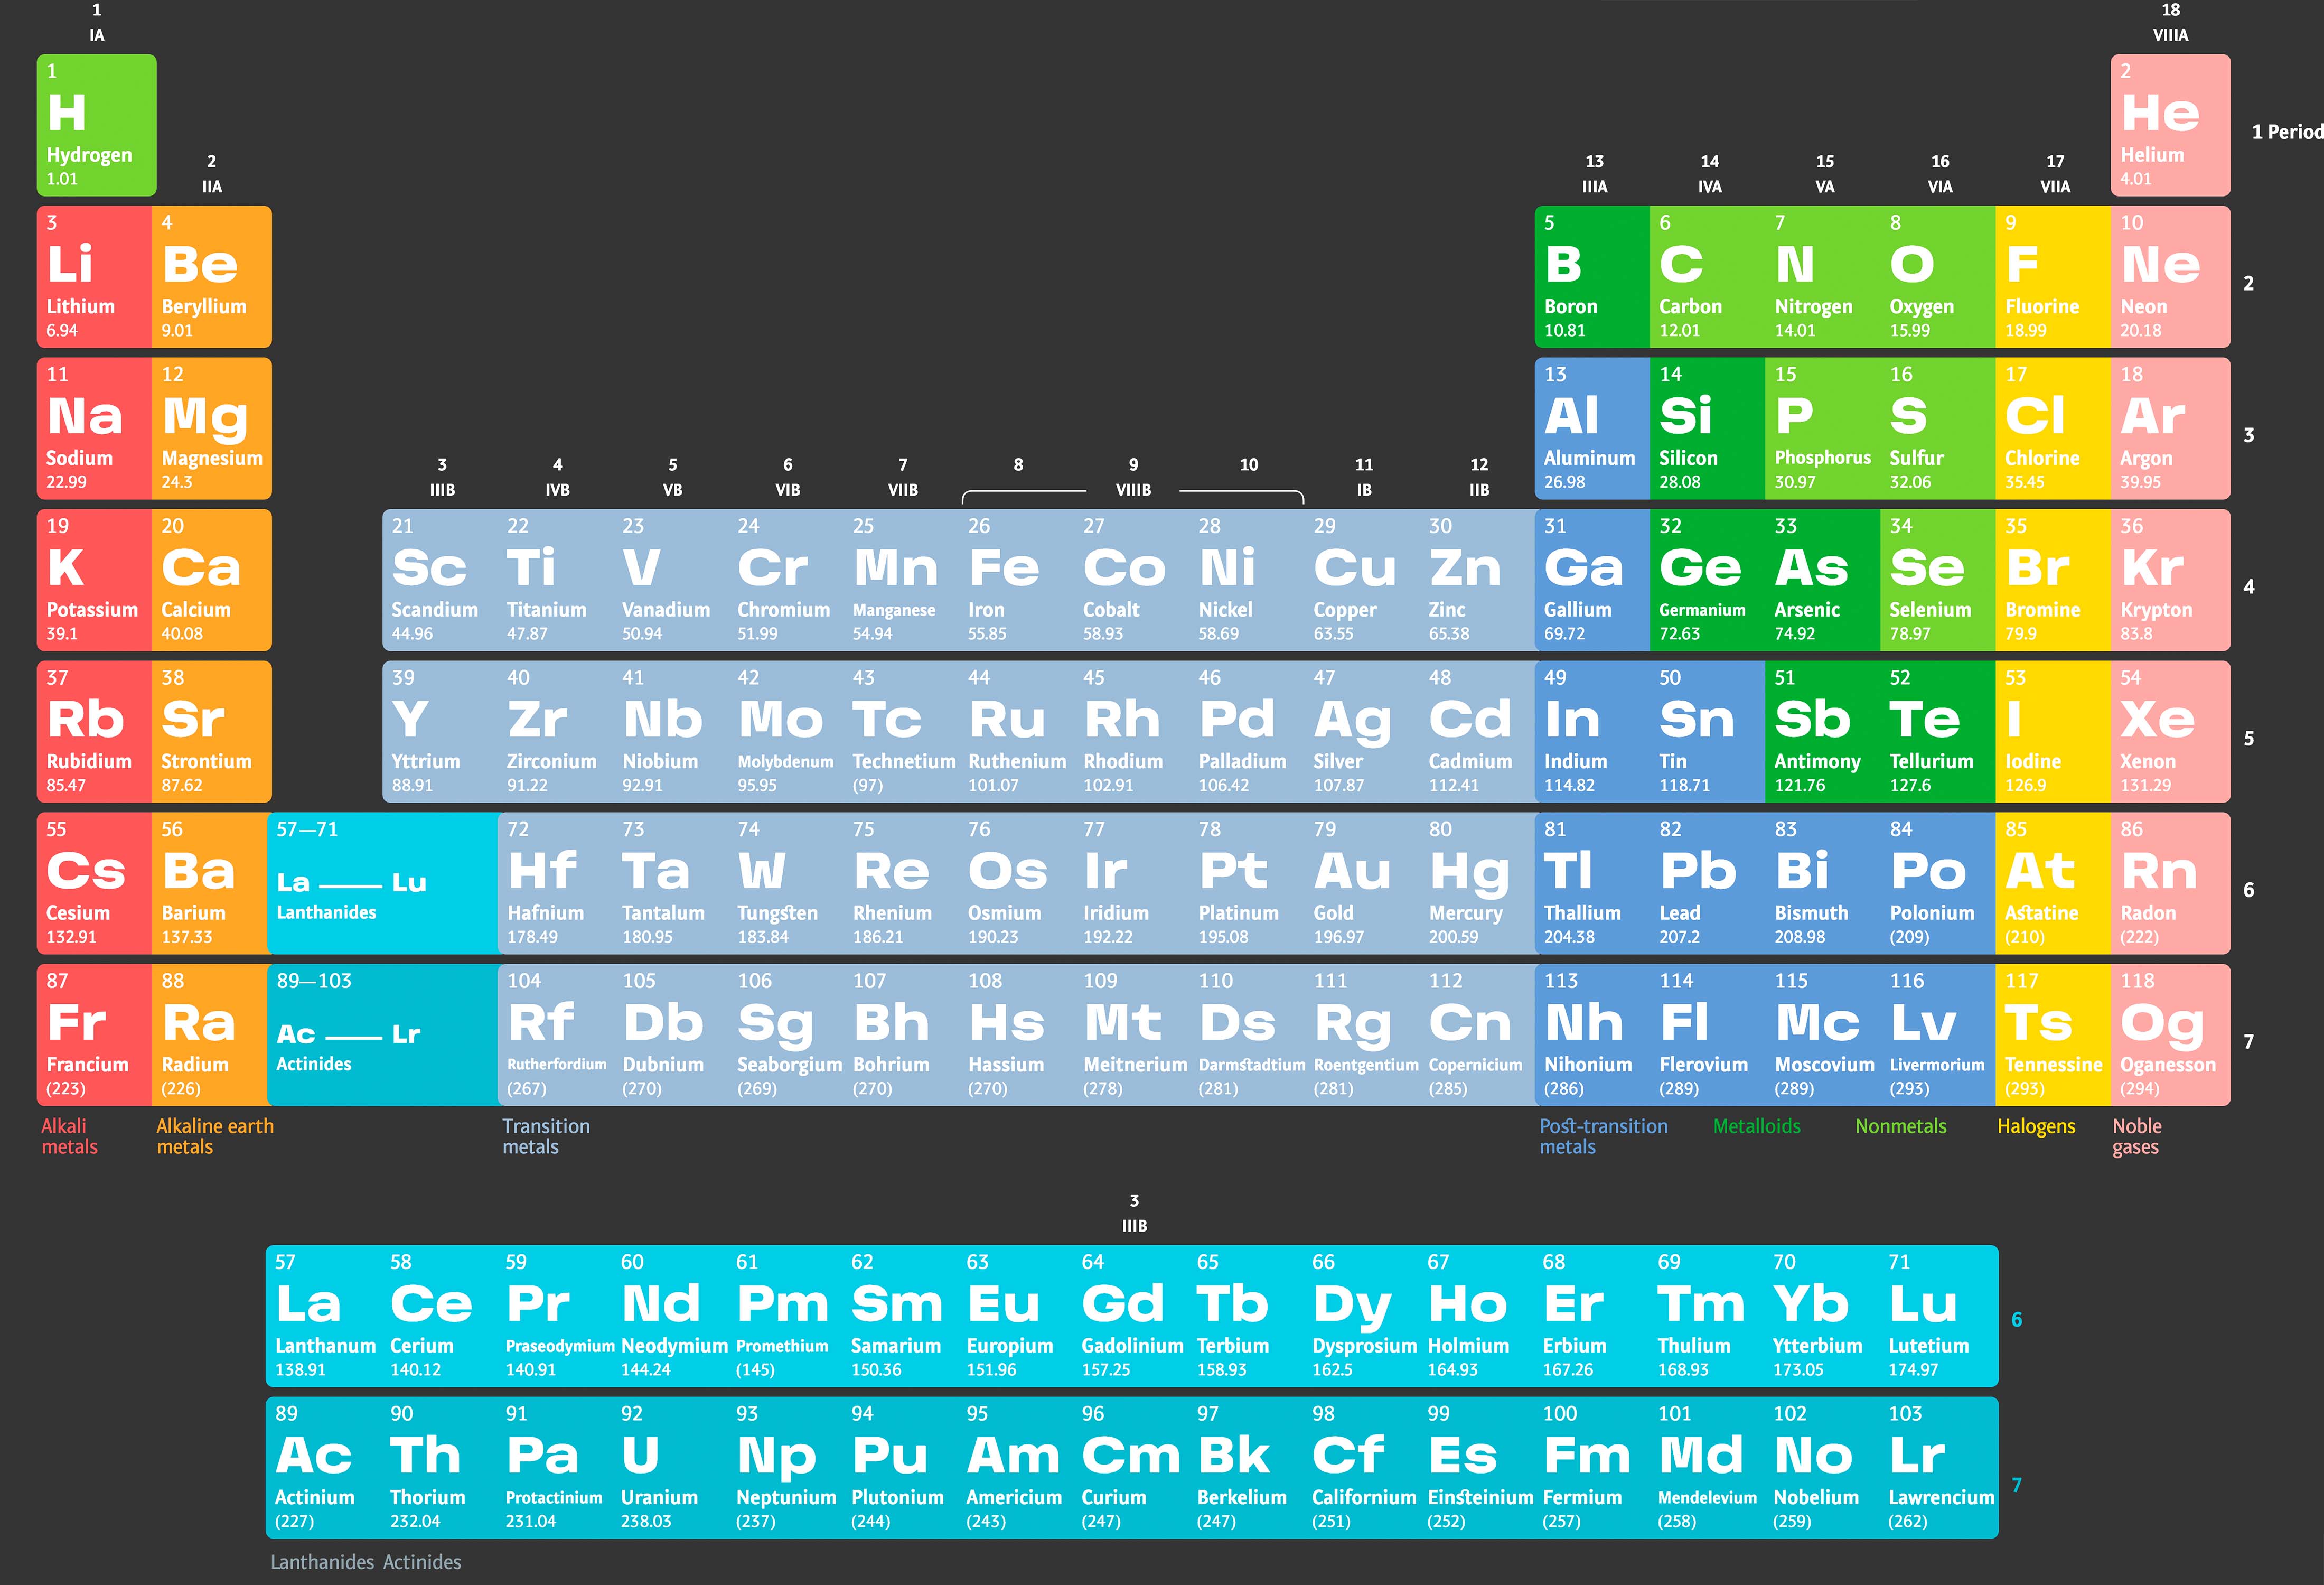 1 18
IA VIIIA
1 2
H He
Hydrogen Helium 1 Period
1.01 4.01
2 13 14 15 16 17
IIA IIIA IVA VA VIA VIIA
3 4 5 6 7 8 9 10
Li Be B C N O F Ne
Lithium Beryllium Boron Carbon Nitrogen Oxygen Fluorine Neon 2
6.94 9.01 10.81 12.01 14.01 15.99 18.99 20.18
11 12 13 14 15 16 17 18
Na Mg Al Si P S Cl Ar
Sodium Magnesium Aluminum Silicon Phosphorus Sulfur Chlorine Argon 3
22.99 24.3 26.98 28.08 30.97 32.06 35.45 39.95
3 4 5 6 7 8 9 10 11 12
IIIB IVB VB VIB VIIB VIIIB IB IIB
19 20 21 22 23 24 25 26 27 28 29 30 31 32 33 34 35 36
K Ca Sc Ti V Cr Mn Fe Co Ni Cu Zn Ga Ge As Se Br Kr
Potassium Calcium Scandium Titanium Vanadium Chromium Manganese Iron Cobalt Nickel Copper Zinc Gallium Germanium Arsenic Selenium Bromine Krypton 4
39.1 40.08 44.96 47.87 50.94 51.99 54.94 55.85 58.93 58.69 63.55 65.38 69.72 72.63 74.92 78.97 79.9 83.8
37 38 39 40 41 42 43 44 45 46 47 48 49 50 51 52 53 54
Rb Sr Y Zr Nb Mo Tc Ru Rh Pd Ag Cd In Sn Sb Te I Xe
Rubidium Strontium Yttrium Zirconium Niobium Molybdenum Technetium Ruthenium Rhodium Palladium Silver Cadmium Indium Tin Antimony Tellurium Iodine Xenon 5
85.47 87.62 88.91 91.22 92.91 95.95 (97) 101.07 102.91 106.42 107.87 112.41 114.82 118.71 121.76 127.6 126.9 131.29
55 56 57—71 72 73 74 75 76 77 78 79 80 81 82 83 84 85 86
Cs Ba La — Lu Hf Ta W Re Os Ir Pt Au Hg Tl Pb Bi Po At Rn
Cesium Barium Lanthanides Hafnium Tantalum Tungsten Rhenium Osmium Iridium Platinum Gold Mercury Thallium Lead Bismuth Polonium Astatine Radon 6
132.91 137.33 178.49 180.95 183.84 186.21 190.23 192.22 195.08 196.97 200.59 204.38 207.2 208.98 (209) (210) (222)
87 88 89—103 104 105 106 107 108 109 110 111 112 113 114 115 116 117 118
Fr Ra Ac — Lr Rf Db Sg Bh Hs Mt Ds Rg Cn Nh Fl Mc Lv Ts Og
Francium Radium Actinides Rutherfordium Dubnium Seaborgium Bohrium Hassium Meitnerium Darmstadtium Roentgentium Copernicium Nihonium Flerovium Moscovium Livermorium Tennessine Oganesson 7
(223) (226) (267) (270) (269) (270) (270) (278) (281) (281) (285) (286) (289) (289) (293) (293) (294)
Alkali Alkaline earth Transition Post-transition Metalloids Nonmetals Halogens Noble
metals metals metals metals gases
3
IIIB
57 58 59 60 61 62 63 64 65 66 67 68 69 70 71
La Ce Pr Nd Pm Sm Eu Gd Tb Dy Ho Er Tm Yb Lu 6
Lanthanum Cerium Praseodymium Neodymium Promethium Samarium Europium Gadolinium Terbium Dysprosium Holmium Erbium Thulium Ytterbium Lutetium
138.91 140.12 140.91 144.24 (145) 150.36 151.96 157.25 158.93 162.5 164.93 167.26 168.93 173.05 174.97
89 90 91 92 93 94 95 96 97 98 99 100 101 102 103
Ac Th Pa U Np Pu Am Cm Bk Cf Es Fm Md No Lr 7
Actinium Thorium Protactinium Uranium Neptunium Plutonium Americium Curium Berkelium Californium Einsteinium Fermium Mendelevium Nobelium Lawrencium
(227) 232.04 231.04 238.03 (237) (244) (243) (247) (247) (251) (252) (257) (258) (259) (262)
Lanthanides Actinides